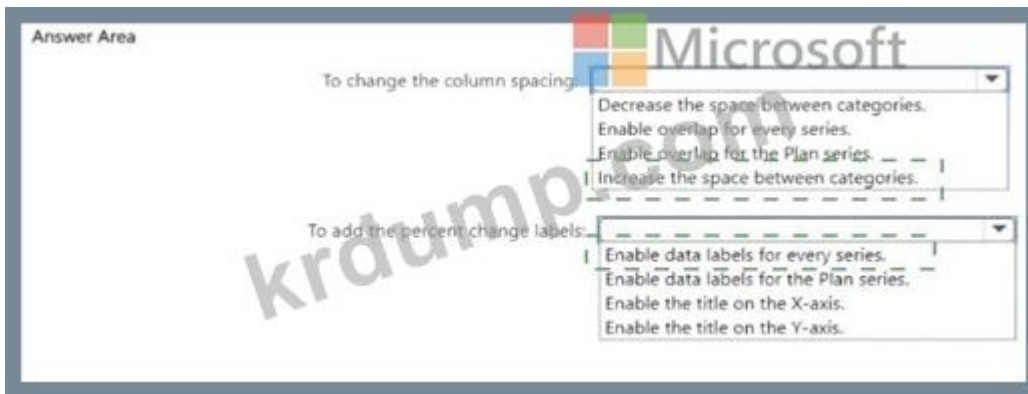 Answer Area
Microsoft
To change the column spacing:
Decrease the space between categories.
Enable overlap for every series.
Enable overlap for the Plan series.
Increase the space between categories.
krdump.com
To add the percent change labels:
Enable data labels for every series.
Enable data labels for the Plan series.
Enable the title on the X-axis.
Enable the title on the Y-axis.